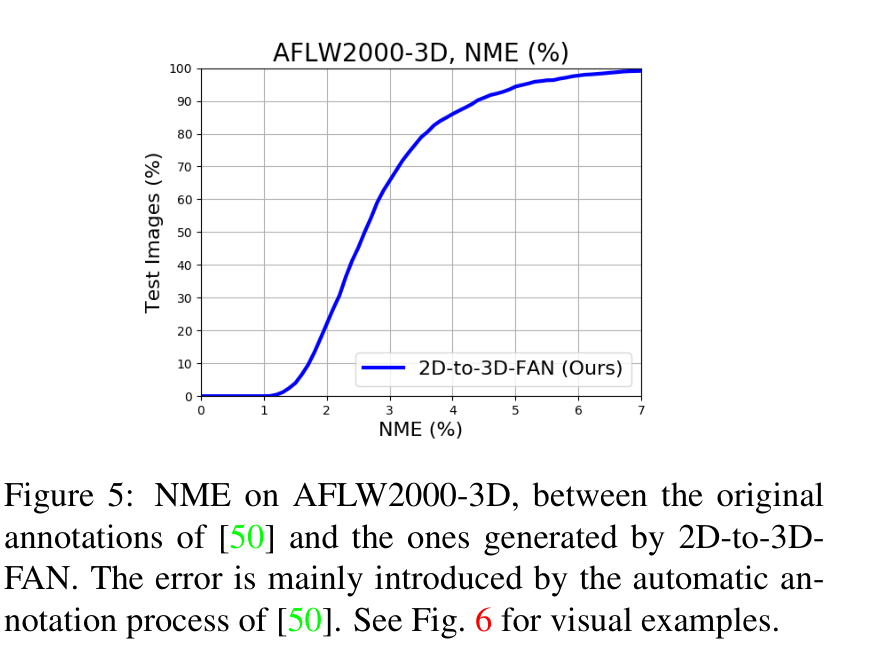 AFLW2000-3D, NME (%)
100
90
80
70
60
50
40
30
20
10
0
Test Images (%)
2D-to-3D-FAN (Ours)
0 1 2 3 4 5 6 7
NME (%)
Figure 5: NME on AFLW2000-3D, between the original
annotations of [50] and the ones generated by 2D-to-3D-
FAN. The error is mainly introduced by the automatic an-
notation process of [50]. See Fig. 6 for visual examples.